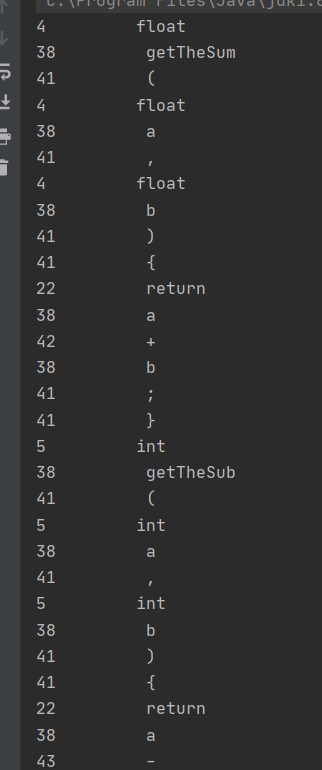 C:\Program Files\Java\jdk1.8
4 float
38 getTheSum
41 (
4 float
38 a
41 ,
4 float
38 b
41 )
41 {
22 return
38 a
42 +
38 b
41 ;
41 }
5 int
38 getTheSub
41 (
5 int
38 a
41 ,
5 int
38 b
41 )
41 {
22 return
38 a
43 -